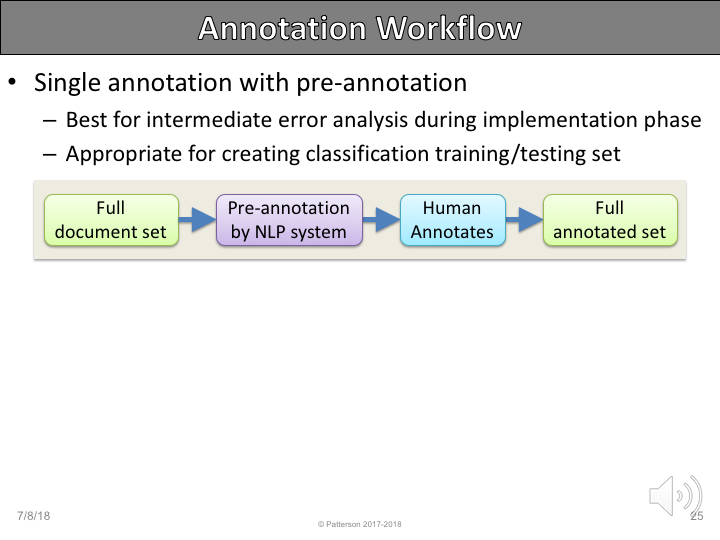 Annotation Workflow
• Single annotation with pre-annotation
– Best for intermediate error analysis during implementation phase
– Appropriate for creating classification training/testing set
Full
document set
Pre-annotation
by NLP system
Human
Annotates
Full
annotated set
7/8/18
© Patterson 2017-2018
25